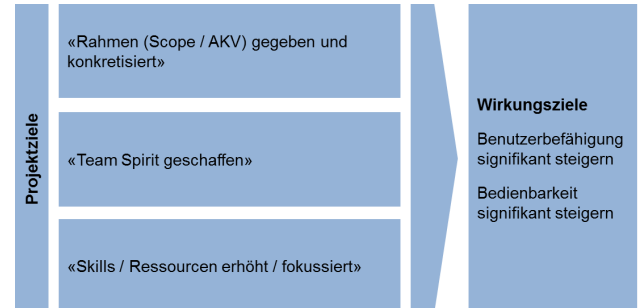 Projektziele
«Rahmen (Scope / AKV) gegeben und
konkretisiert»
«Team Spirit geschaffen»
«Skills / Ressourcen erhöht / fokussiert»
Wirkungsziele
Benutzerbefähigung
signifikant steigern
Bedienbarkeit
signifikant steigern